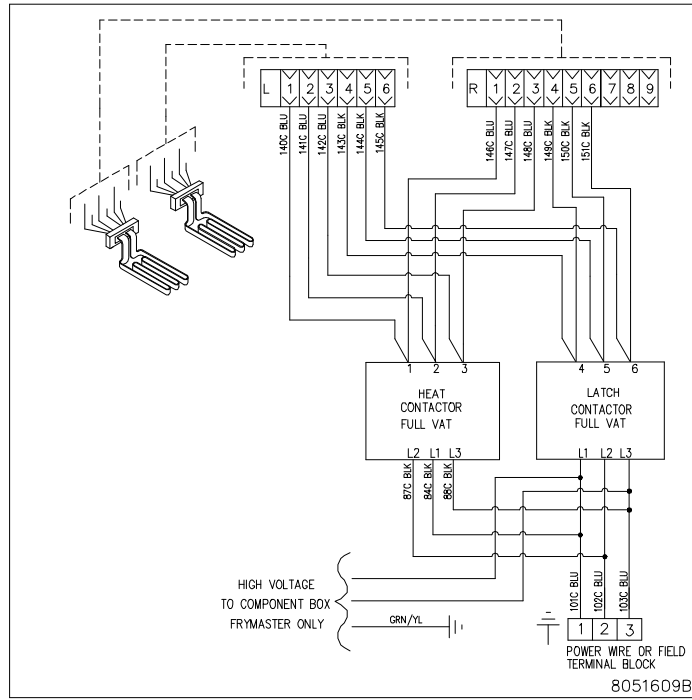 L 1 2 3 4 5 6
R 1 2 3 4 5 6 7 8 9
140C BLU
141C BLU
142C BLU
143C BLK
144C BLK
145C BLK
146C BLU
147C BLU
148C BLU
149C BLK
150C BLK
151C BLK
1 2 3
HEAT
CONTACTOR
FULL VAT
L2 L1 L3
4 5 6
LATCH
CONTACTOR
FULL VAT
L1 L2 L3
87C BLK
84C BLK
88C BLK
HIGH VOLTAGE
TO COMPONENT BOX
FRYMASTER ONLY
GRN/YL
101C BLU
102C BLU
103C BLU
1 2 3
POWER WIRE OR FIELD
TERMINAL BLOCK
8051609B